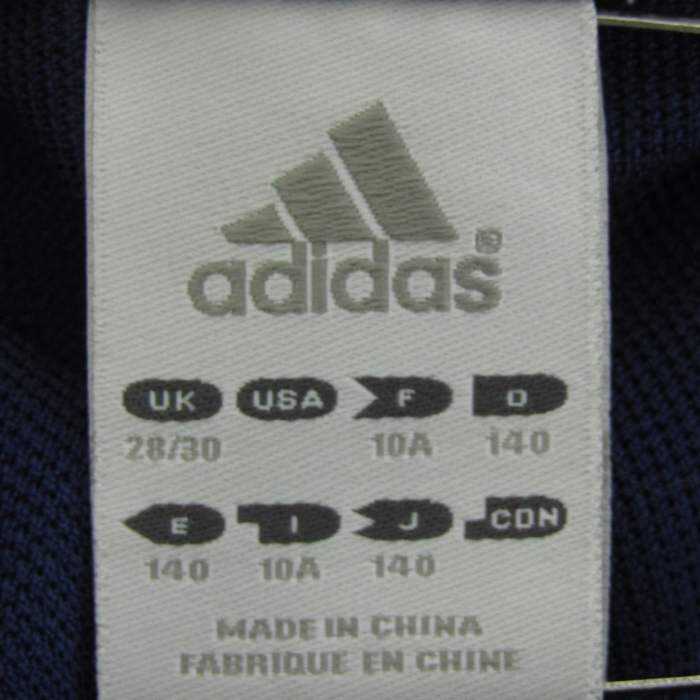 adidas®
UK USA F D
28/30 10A 140
E I J CDN
140 10A 140
MADE IN CHINA
FABRIQUE EN CHINE